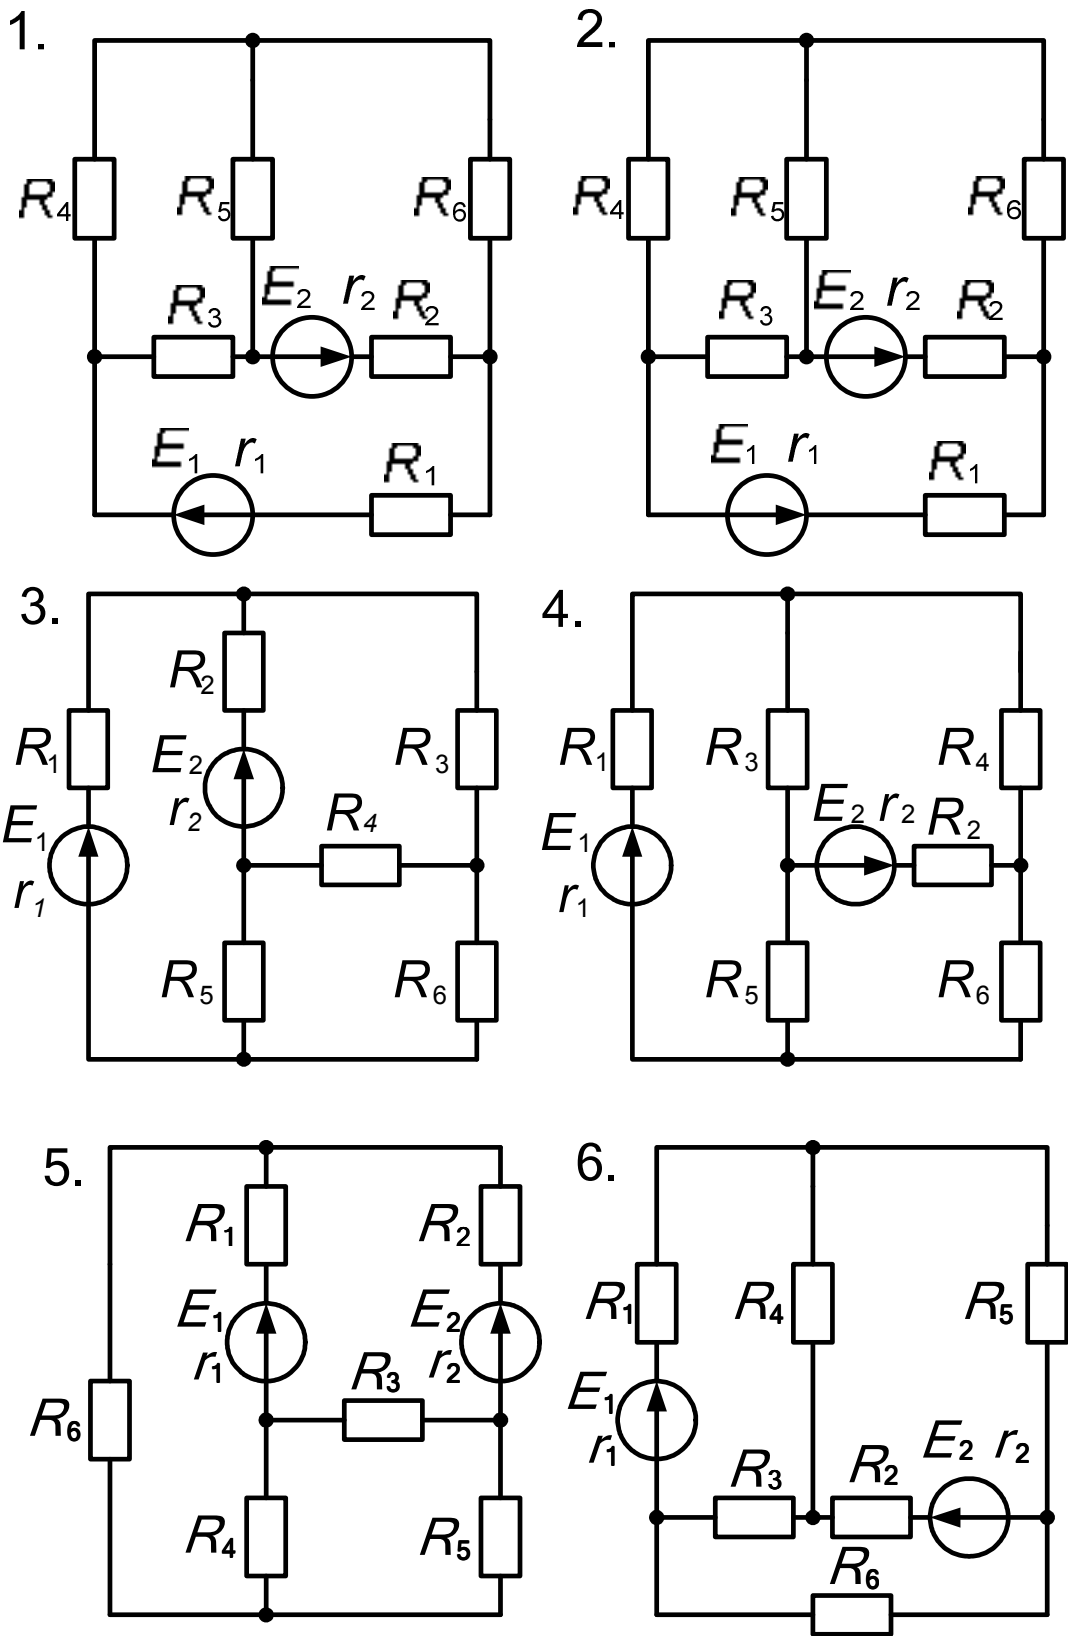 1. 2.
R4 R5 R6 R4 R5 R6
R3 E2 r2 R2 R3 E2 r2 R2
E1 r1 R1 E1 r1 R1
3. 4.
R2
R1 E2 r2 R3 R1 R3 R4
E1 r1 R4 E1 r1 E2 r2 R2
R5 R6 R5 R6
5. 6.
R1 R2
E1 r1 E2 r2 R1 R4 R5
R6 R3 E1 r1
R3 R2 E2 r2
R4 R5 R6